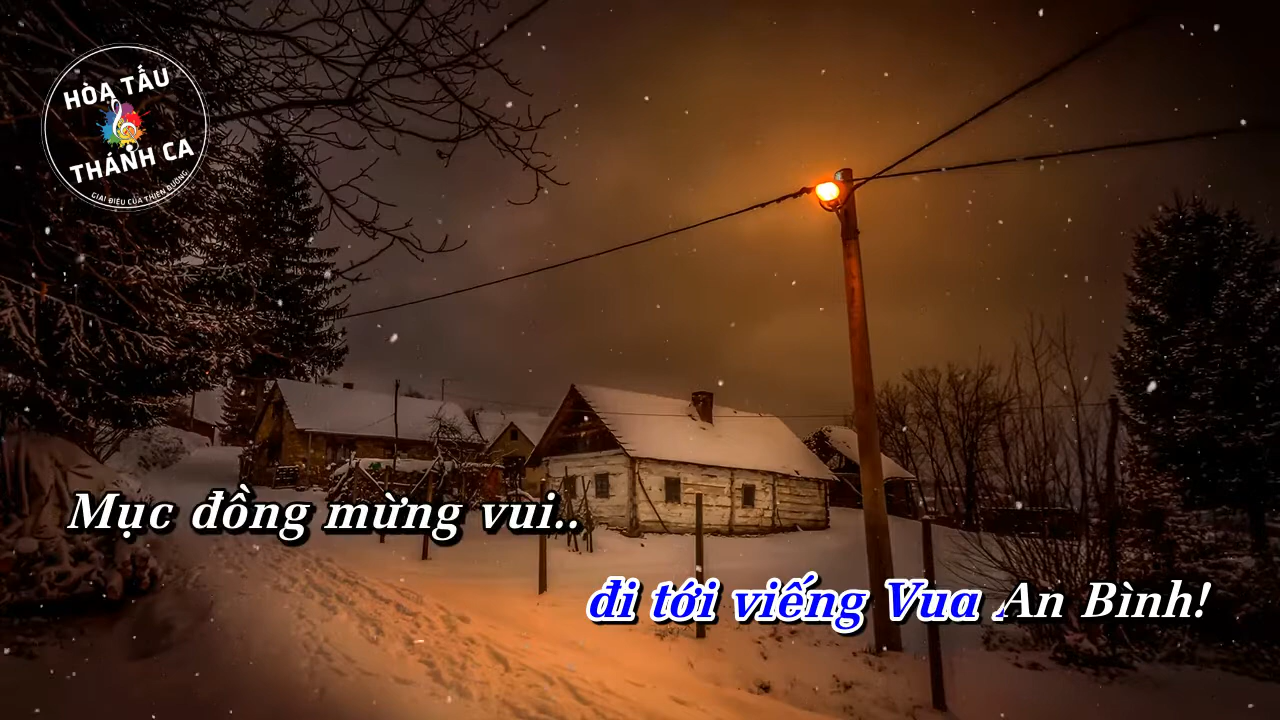 HÒA TẤU
THÁNH CA
GIAI ĐIỆU CỦA THIÊN ĐƯỜNG
Mục đồng mừng vui..
đi tới viếng Vua An Bình!